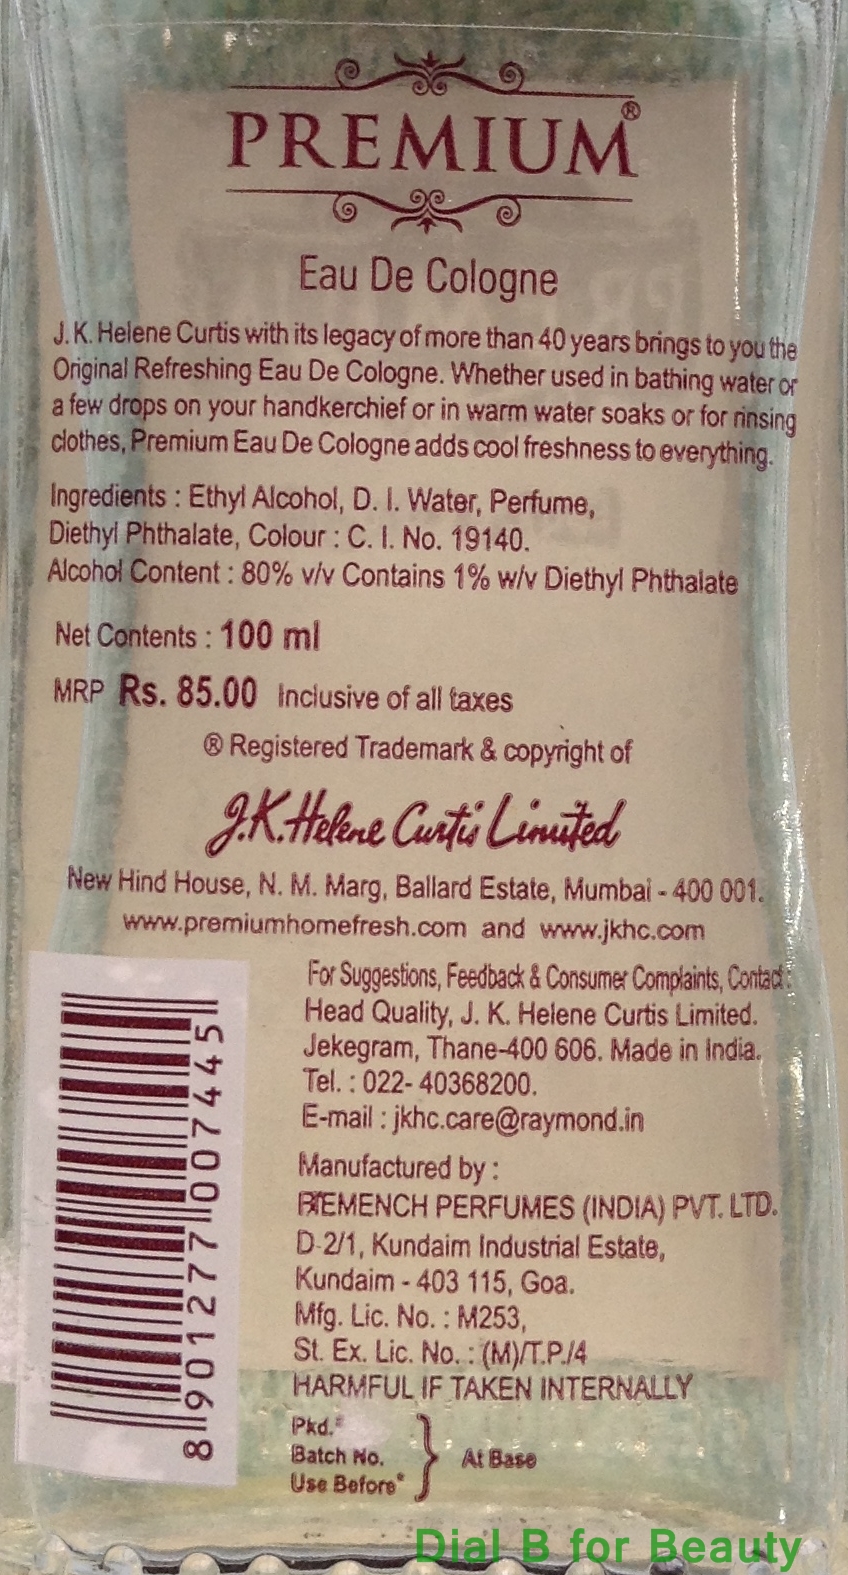 PREMIUM®
Eau De Cologne
J. K. Helene Curtis with its legacy of more than 40 years brings to you the
Original Refreshing Eau De Cologne. Whether used in bathing water or
a few drops on your handkerchief or in warm water soaks or for rinsing
clothes, Premium Eau De Cologne adds cool freshness to everything.
Ingredients : Ethyl Alcohol, D. I. Water, Perfume,
Diethyl Phthalate, Colour : C. I. No. 19140.
Alcohol Content : 80% v/v Contains 1% w/v Diethyl Phthalate
Net Contents : 100 ml
MRP Rs. 85.00 Inclusive of all taxes
® Registered Trademark & copyright of
J.K. Helene Curtis Limited
New Hind House, N. M. Marg, Ballard Estate, Mumbai - 400 001.
www.premiumhomefresh.com and www.jkhc.com
For Suggestions, Feedback & Consumer Complaints, Contact :
Head Quality, J. K. Helene Curtis Limited.
Jekegram, Thane-400 606. Made in India.
Tel. : 022- 40368200.
E-mail : jkhc.care@raymond.in
Manufactured by :
PERFUMES (INDIA) PVT. LTD.
D-2/1, Kundaim Industrial Estate,
Kundaim - 403 115, Goa.
Mfg. Lic. No. : M253,
St. Ex. Lic. No. : (M)/T.P./4
HARMFUL IF TAKEN INTERNALLY
Pkd.*
Batch No. } At Base
Use Before*
8 901277 007445
Dial B for Beauty